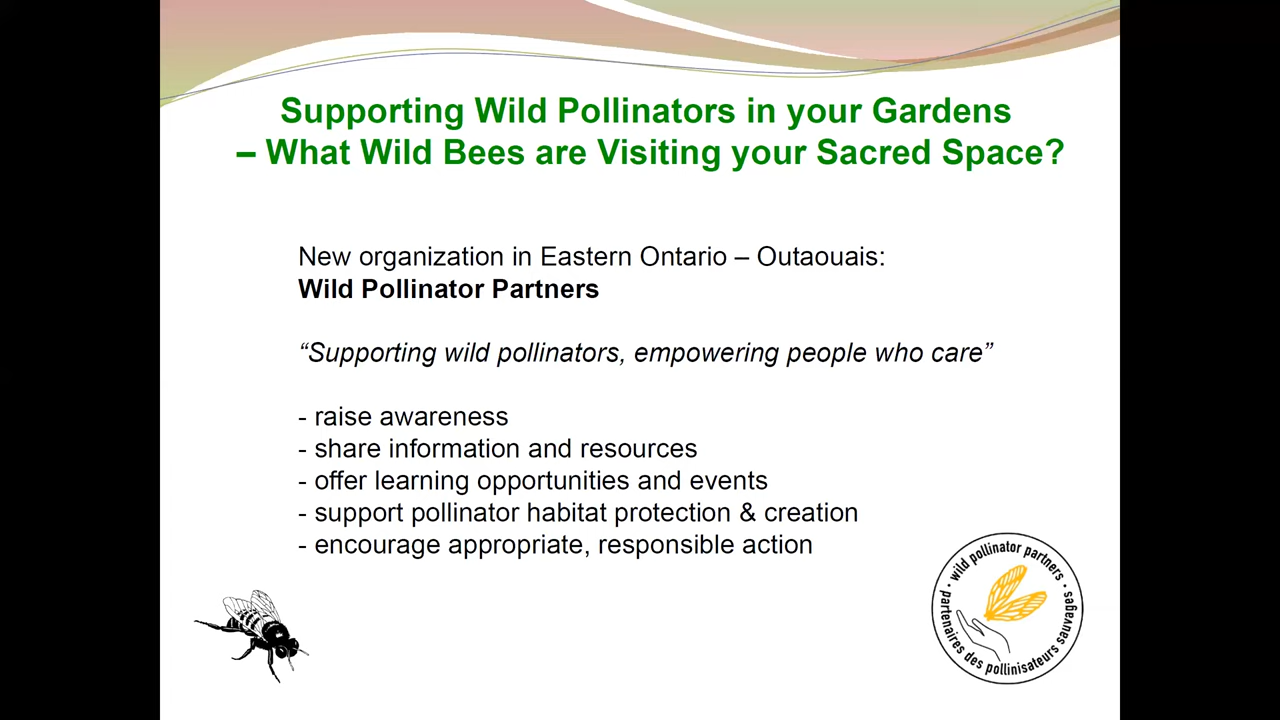 Supporting Wild Pollinators in your Gardens
– What Wild Bees are Visiting your Sacred Space?
New organization in Eastern Ontario – Outaouais:
Wild Pollinator Partners
“Supporting wild pollinators, empowering people who care”
- raise awareness
- share information and resources
- offer learning opportunities and events
- support pollinator habitat protection & creation
- encourage appropriate, responsible action
• wild pollinator partners •
partenaires des pollinisateurs sauvages